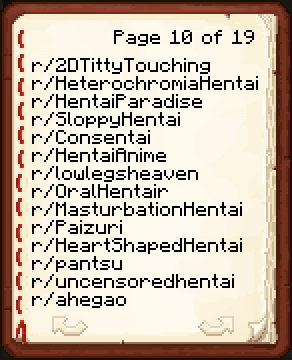 Page 10 of 19
r/2DTittyTouching
r/HeterochromiaHentai
r/HentaiParadise
r/SloppyHentai
r/Consentai
r/HentaiAnime
r/lowlegsheaven
r/OralHentair
r/MasturbationHentai
r/Paizuri
r/HeartShapedHentai
r/pantsu
r/uncensoredhentai
r/ahegao